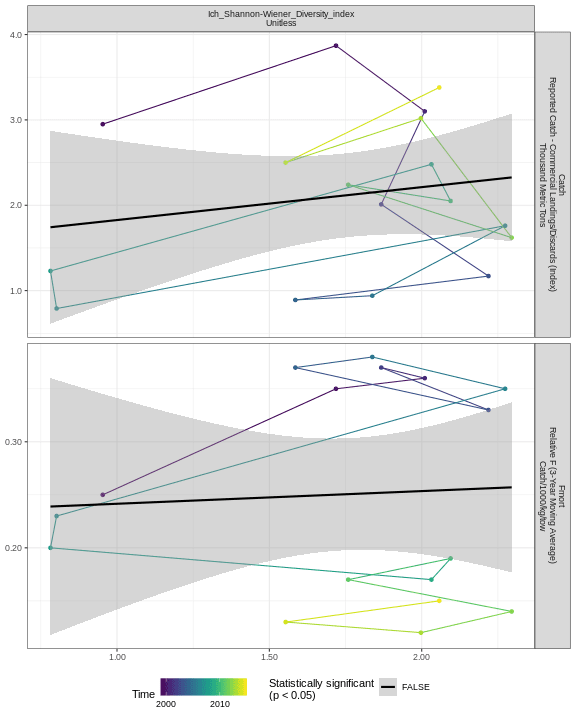 Ich_Shannon-Wiener_Diversity_index
Unitless
4.0
3.0
2.0
1.0
Catch
Reported Catch - Commercial Landings/Discards (Index)
Thousand Metric Tons
0.30
0.20
Fmort
Relative F (3-Year Moving Average)
Catch/1000/kg/tow
1.00
1.50
2.00
Time
2000
2010
Statistically significant
(p < 0.05)
FALSE